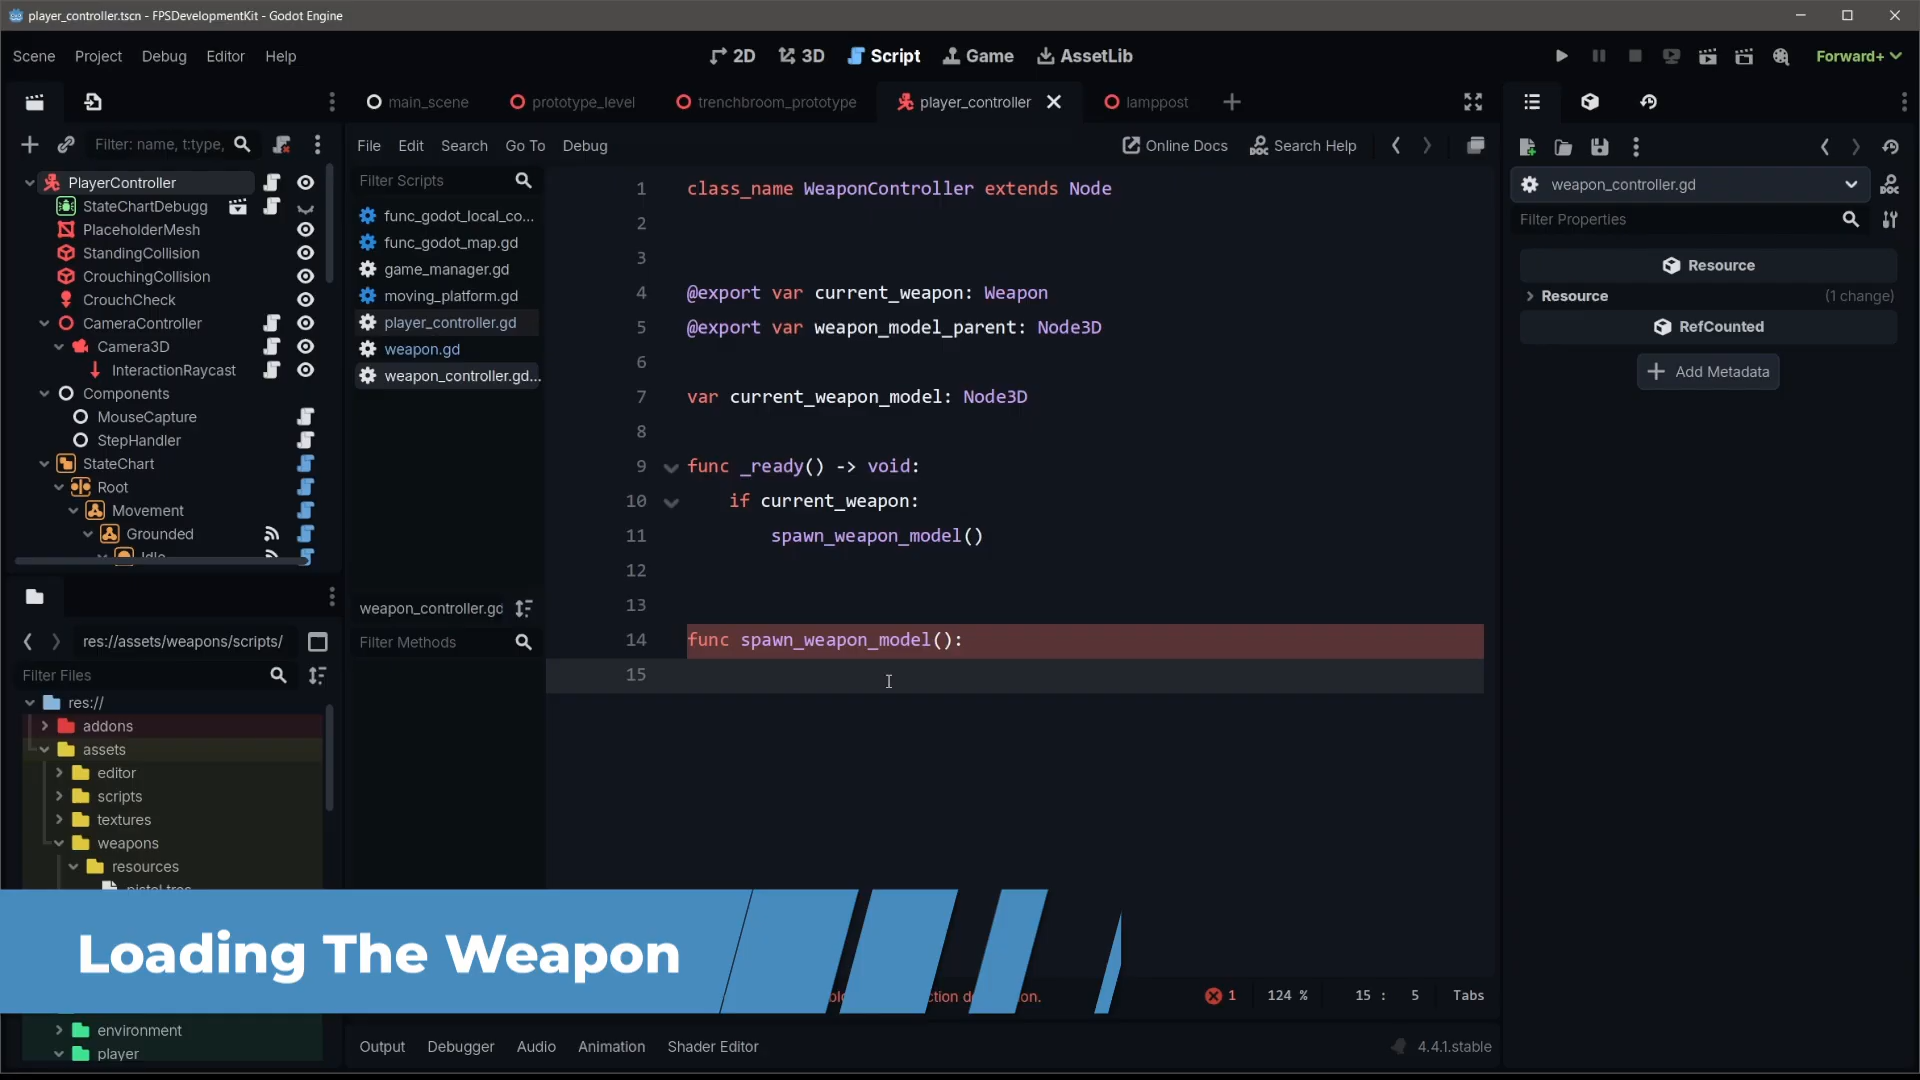 player_controller.tscn - FPSDevelopmentKit - Godot Engine
Scene Project Debug Editor Help
2D 3D Script Game AssetLib
Forward+
main_scene prototype_level trenchbroom_prototype player_controller lamppost
Filter: name, t:type,
File Edit Search Go To Debug
Online Docs Search Help
PlayerController
StateChartDebugg
PlaceholderMesh
StandingCollision
CrouchingCollision
CrouchCheck
CameraController
Camera3D
InteractionRaycast
Components
MouseCapture
StepHandler
StateChart
Root
Movement
Grounded
Idle
Filter Scripts
func_godot_local_co...
func_godot_map.gd
game_manager.gd
moving_platform.gd
player_controller.gd
weapon.gd
weapon_controller.gd...
weapon_controller.gd
Filter Methods
1 class_name WeaponController extends Node
2
3
4 @export var current_weapon: Weapon
5 @export var weapon_model_parent: Node3D
6
7 var current_weapon_model: Node3D
8
9 func _ready() -> void:
10 if current_weapon:
11 spawn_weapon_model()
12
13
14 func spawn_weapon_model():
15
weapon_controller.gd
Filter Properties
Resource
Resource (1 change)
RefCounted
Add Metadata
res://assets/weapons/scripts/
Filter Files
res://
addons
assets
editor
scripts
textures
weapons
resources
pistol.tres
Loading The Weapon
environment
player
1 124 % 15 : 5 Tabs
Output Debugger Audio Animation Shader Editor
4.4.1.stable